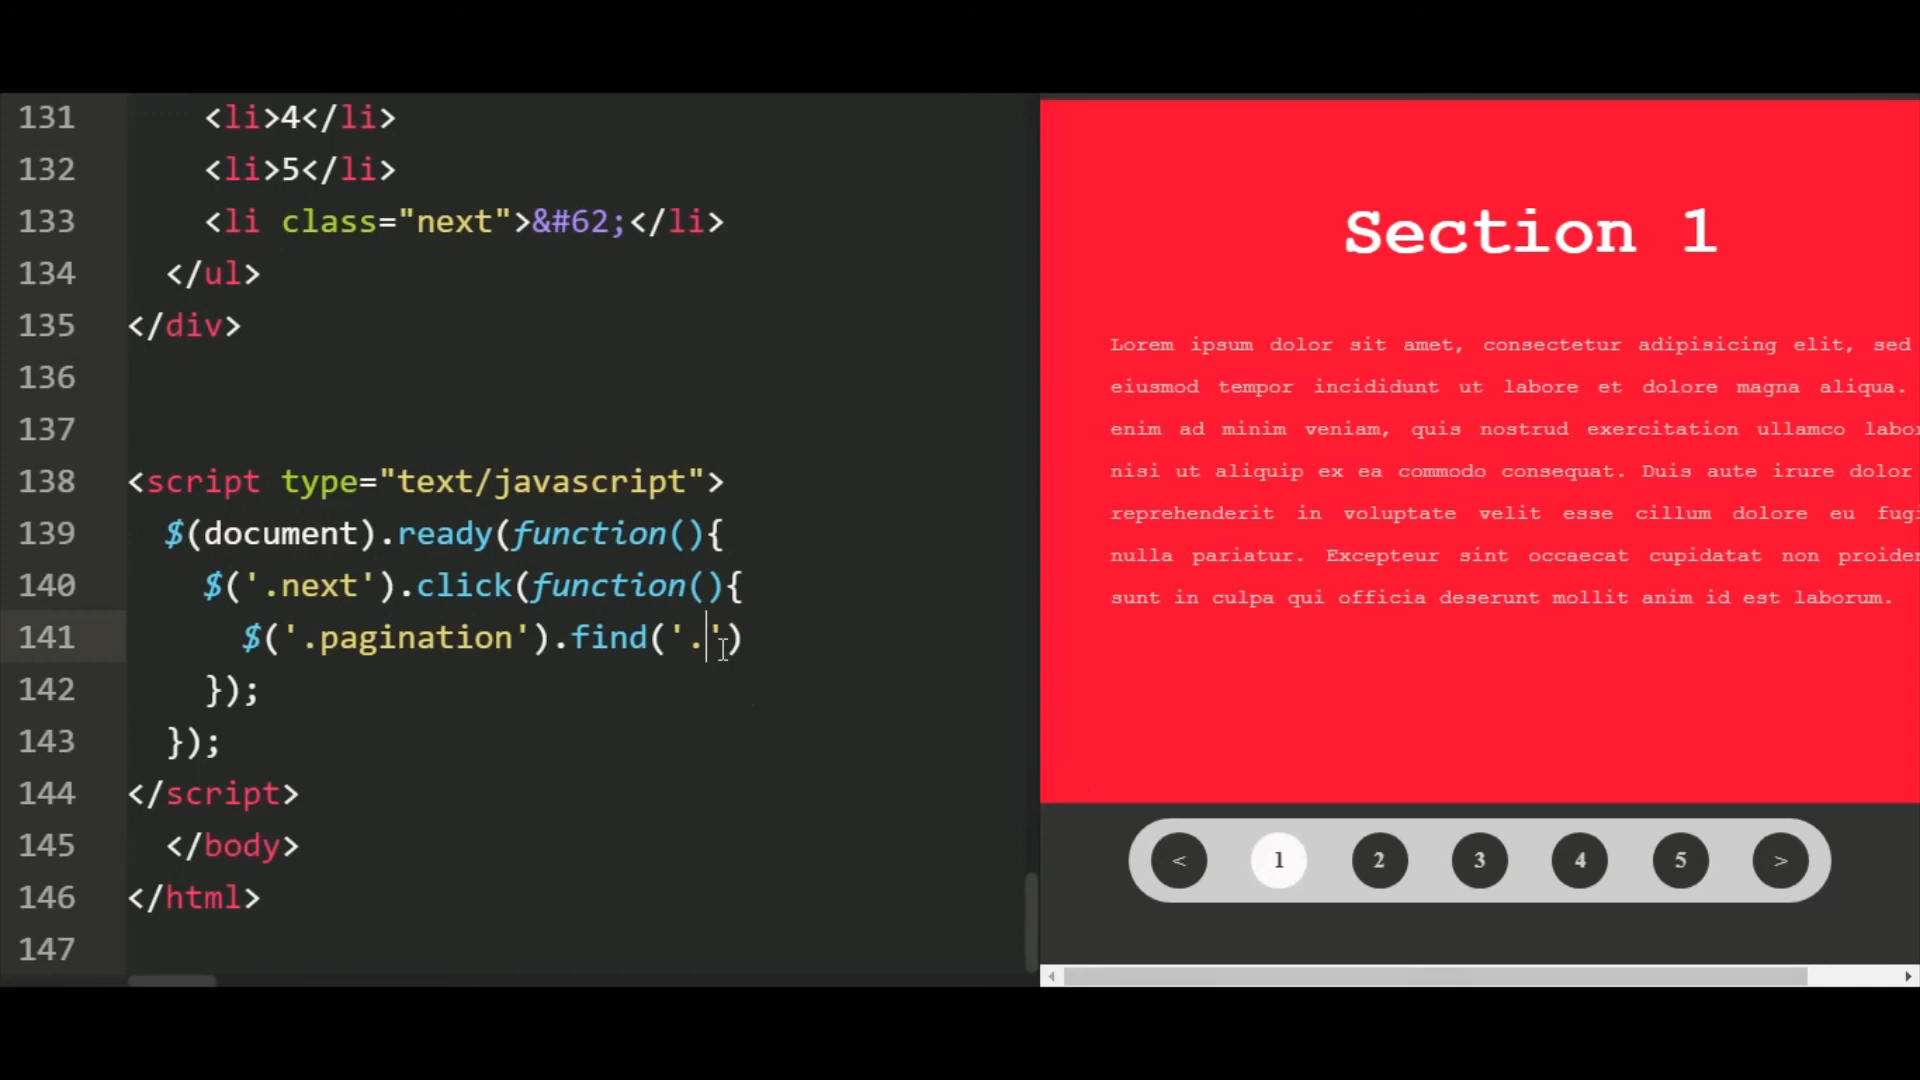 131 <li>4</li>
132 <li>5</li>
133 <li class="next">&#62;</li>
134 </ul>
135 </div>
136
137
138 <script type="text/javascript">
139 $(document).ready(function(){
140 $('.next').click(function(){
141 $('.pagination').find('.')
142 });
143 });
144 </script>
145 </body>
146 </html>
147
Section 1
Lorem ipsum dolor sit amet, consectetur adipisicing elit, sed
eiusmod tempor incididunt ut labore et dolore magna aliqua.
enim ad minim veniam, quis nostrud exercitation ullamco labor
nisi ut aliquip ex ea commodo consequat. Duis aute irure dolor
reprehenderit in voluptate velit esse cillum dolore eu fugi
nulla pariatur. Excepteur sint occaecat cupidatat non proiden
sunt in culpa qui officia deserunt mollit anim id est laborum.
< 1 2 3 4 5 >